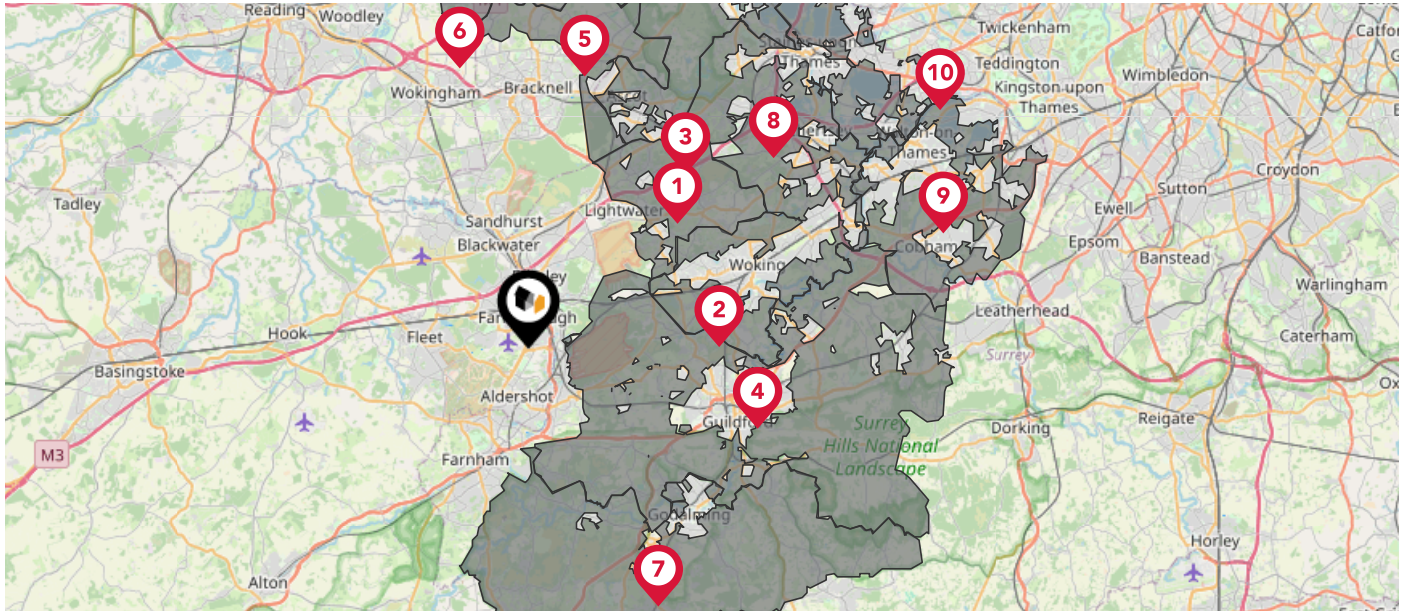 Reading
Woodley
6
5
Wokingham
Bracknell
Thames
Twickenham
Teddington
10
Kingston upon
Thames
Wimbledon
Croydon
Tadley
Sandhurst
Blackwater
Lightwater
3
8
1
Thames
9
Cobham
Sutton
Ewell
Epsom
Banstead
Woking
Warlingham
Hook
Fleet
2
Leatherhead
Surrey
Caterham
Basingstoke
Aldershot
4
Guildford
Surrey
Hills National
Landscape
Dorking
Reigate
M3
Farnham
Godalming
Horley
7
Alton